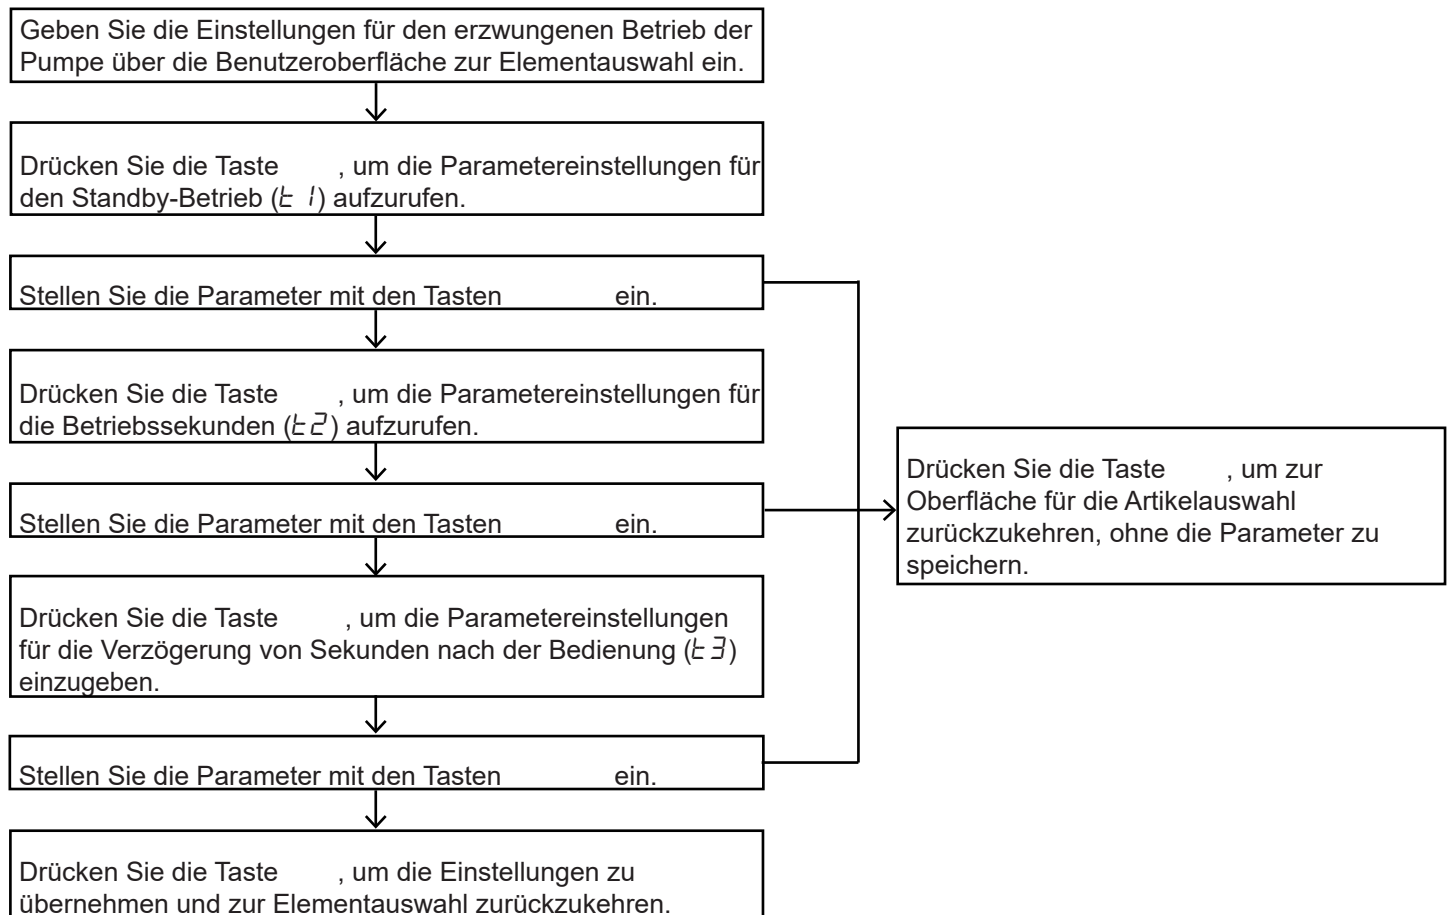 Geben Sie die Einstellungen für den erzwungenen Betrieb der
Pumpe über die Benutzeroberfläche zur Elementauswahl ein.
Drücken Sie die Taste , um die Parametereinstellungen für
den Standby-Betrieb (t 1) aufzurufen.
Stellen Sie die Parameter mit den Tasten ein.
Drücken Sie die Taste , um die Parametereinstellungen für
die Betriebssekunden (t2) aufzurufen.
Stellen Sie die Parameter mit den Tasten ein.
Drücken Sie die Taste , um die Parametereinstellungen
für die Verzögerung von Sekunden nach der Bedienung (t3)
einzugeben.
Stellen Sie die Parameter mit den Tasten ein.
Drücken Sie die Taste , um die Einstellungen zu
übernehmen und zur Elementauswahl zurückzukehren.
Drücken Sie die Taste , um zur
Oberfläche für die Artikelauswahl
zurückzukehren, ohne die Parameter zu
speichern.